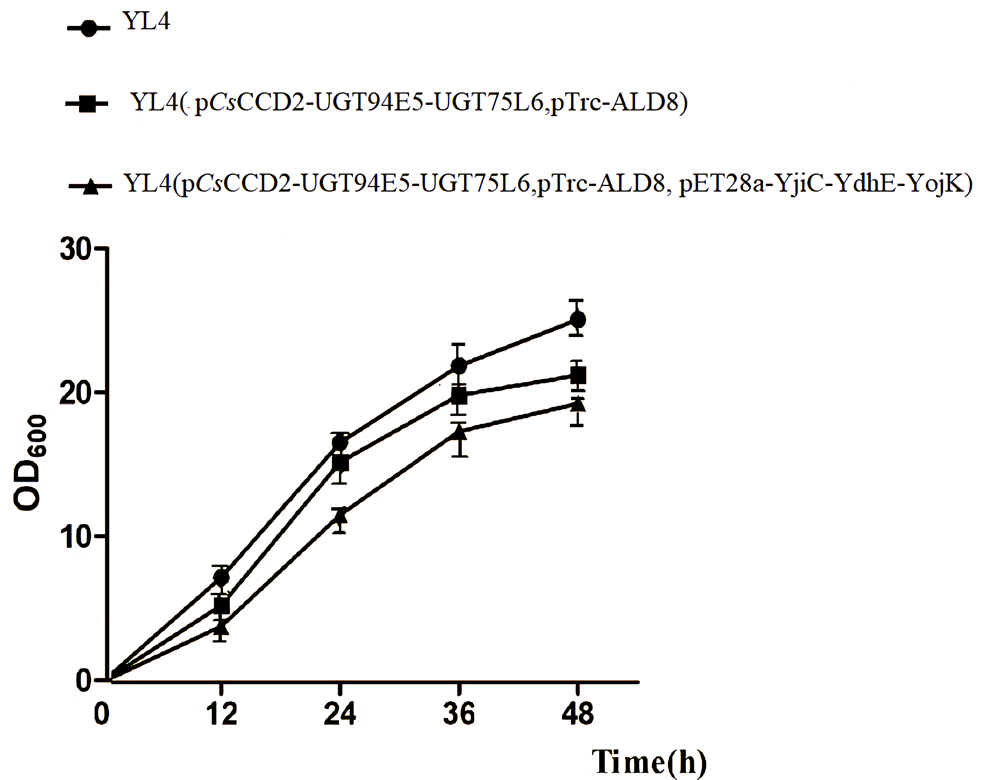 YL4
YL4( pCsCCD2-UGT94E5-UGT75L6,pTrc-ALD8)
YL4(pCsCCD2-UGT94E5-UGT75L6,pTrc-ALD8, pET28a-YjiC-YdhE-YojK)
30
20
10
0
OD600
0 12 24 36 48
Time(h)